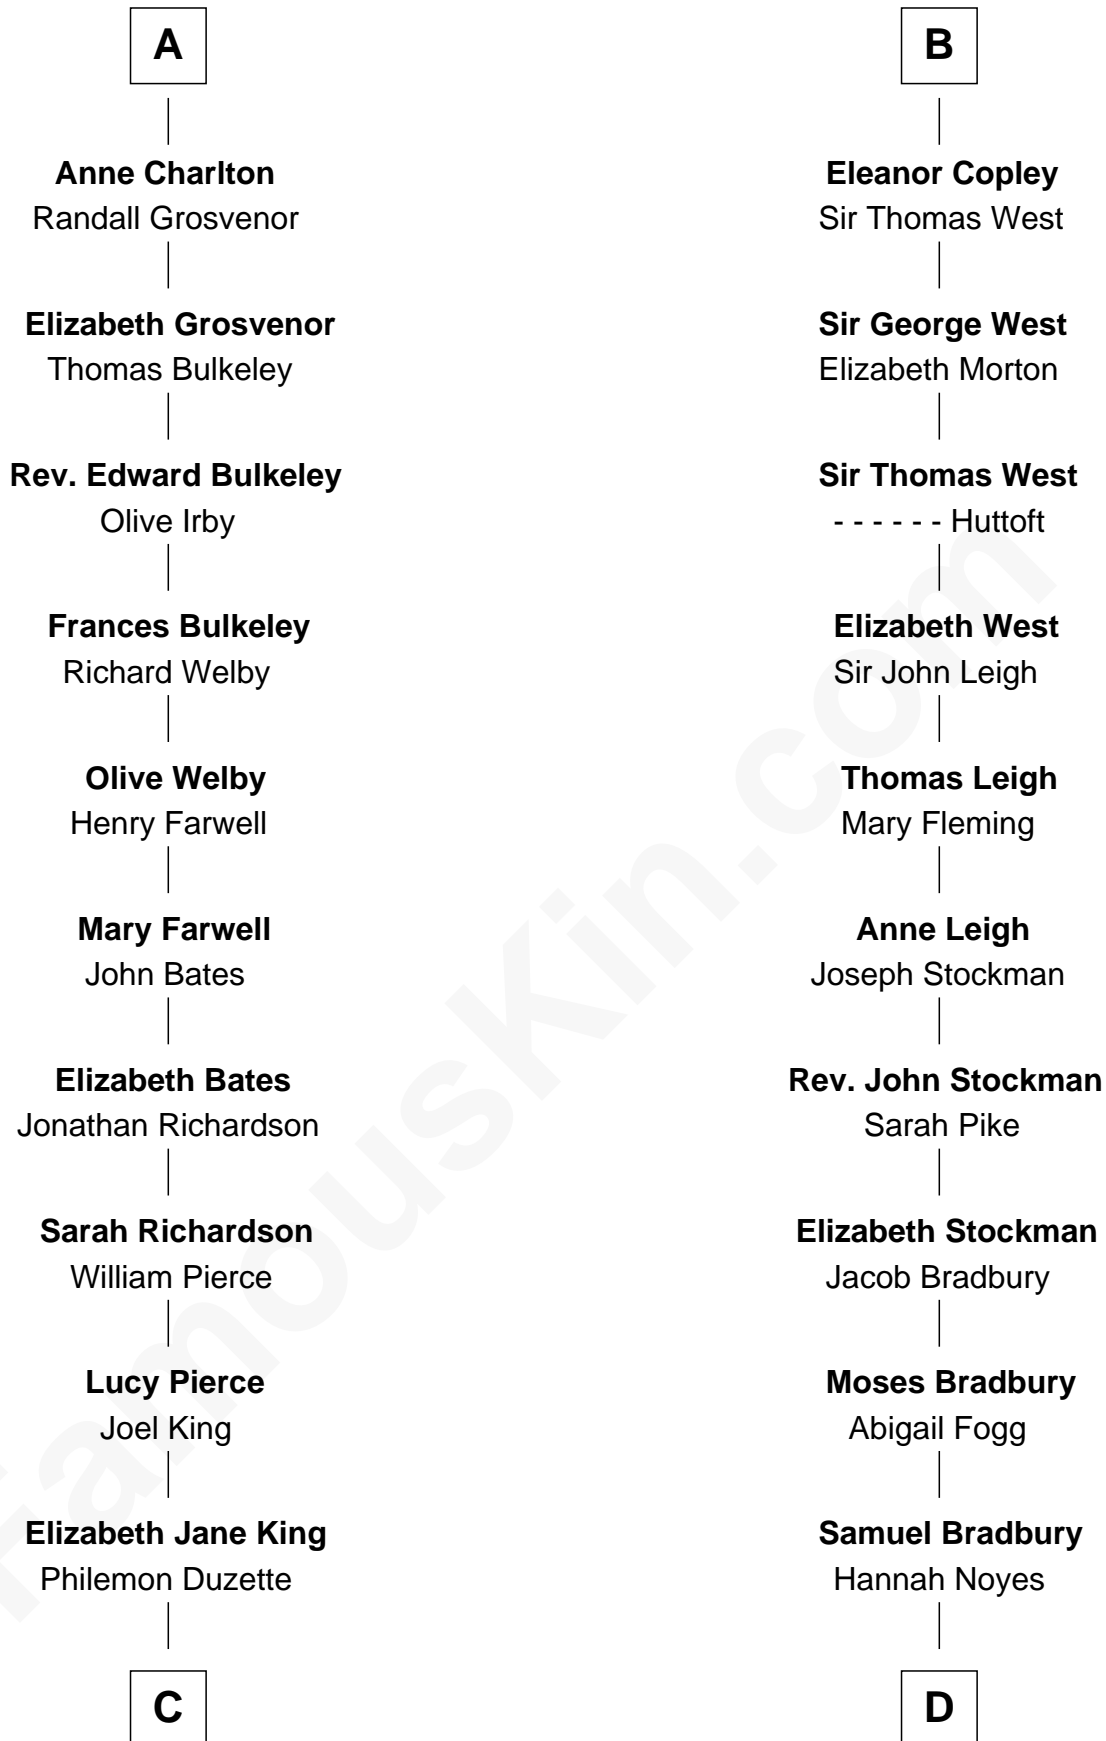 A
Anne Charlton
Randall Grosvenor
Elizabeth Grosvenor
Thomas Bulkeley
Rev. Edward Bulkeley
Olive Irby
Frances Bulkeley
Richard Welby
Olive Welby
Henry Farwell
Mary Farwell
John Bates
Elizabeth Bates
Jonathan Richardson
Sarah Richardson
William Pierce
Lucy Pierce
Joel King
Elizabeth Jane King
Philemon Duzette
C
B
Eleanor Copley
Sir Thomas West
Sir George West
Elizabeth Morton
Sir Thomas West
- - - - - - Huttoft
Elizabeth West
Sir John Leigh
Thomas Leigh
Mary Fleming
Anne Leigh
Joseph Stockman
Rev. John Stockman
Sarah Pike
Elizabeth Stockman
Jacob Bradbury
Moses Bradbury
Abigail Fogg
Samuel Bradbury
Hannah Noyes
D
FamousKin.com